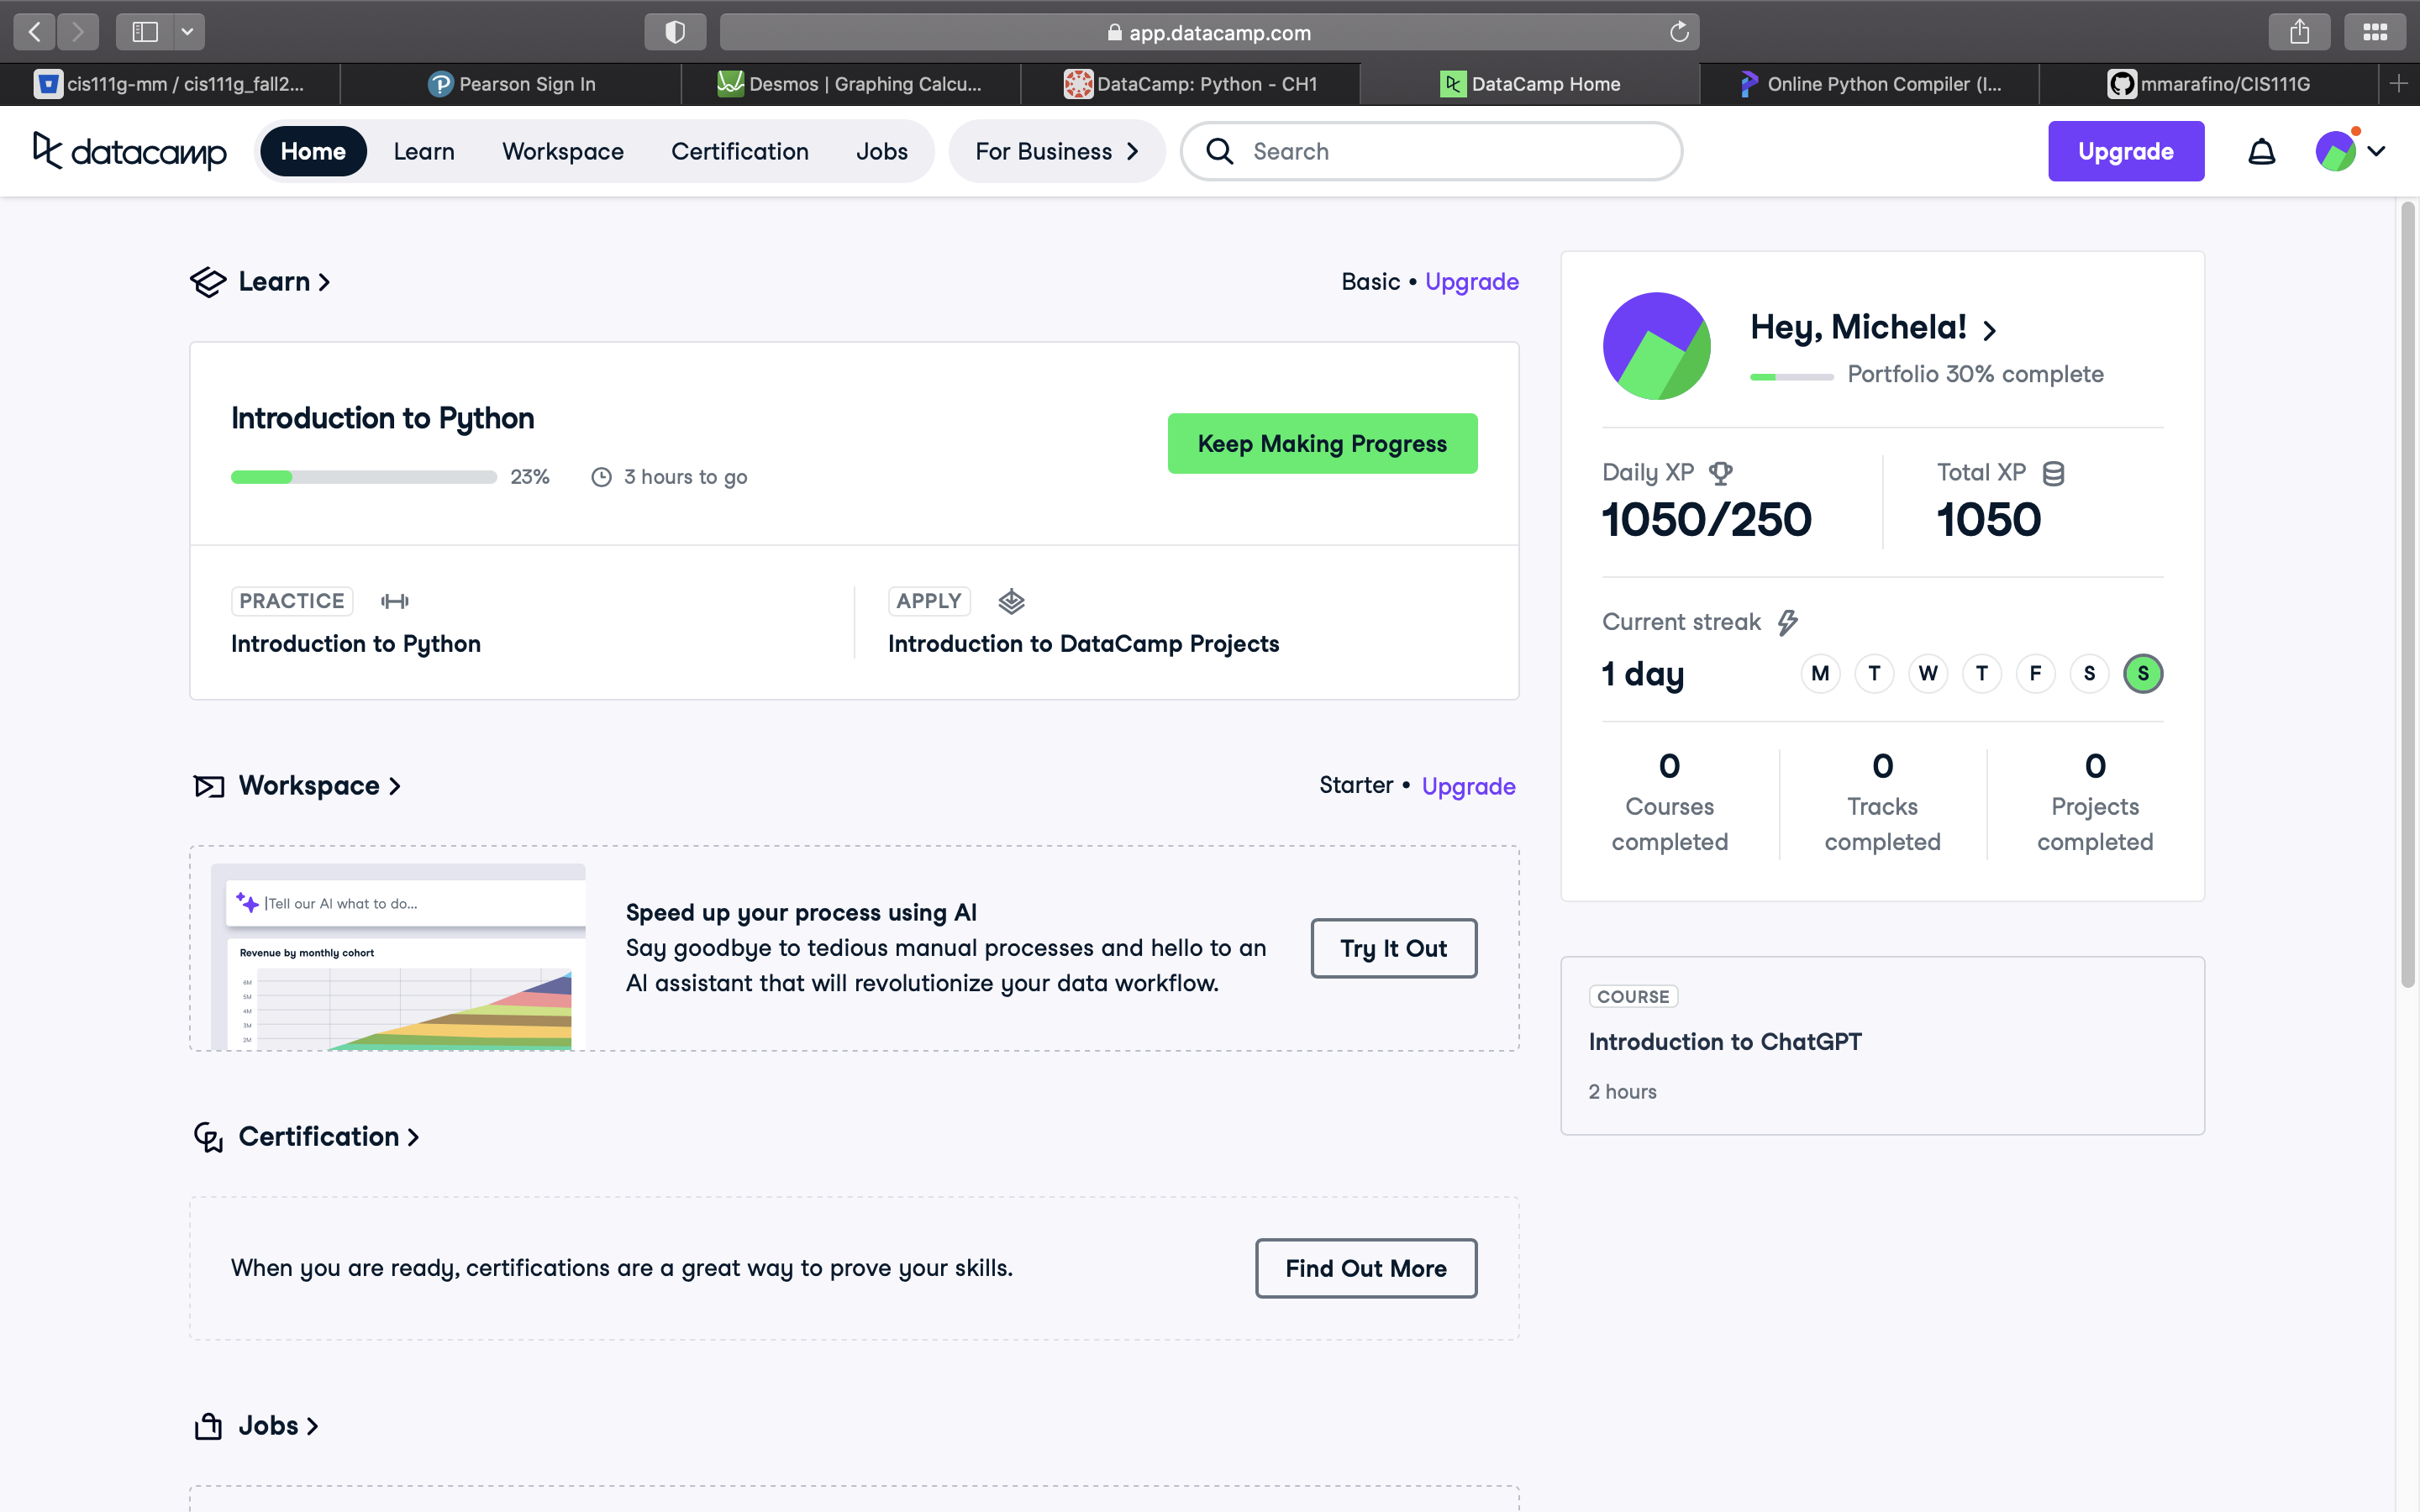 app.datacamp.com
cis111g-mm / cis111g_fall2...
Pearson Sign In
Desmos | Graphing Calcu...
DataCamp: Python - CH1
DataCamp Home
Online Python Compiler (I...
mmarafino/CIS111G
datacamp
Home
Learn
Workspace
Certification
Jobs
For Business
Search
Upgrade
Learn
Basic • Upgrade
Introduction to Python
23%
3 hours to go
Keep Making Progress
PRACTICE
Introduction to Python
APPLY
Introduction to DataCamp Projects
Workspace
Starter • Upgrade
Tell our AI what to do...
Revenue by monthly cohort
6M
5M
4M
3M
2M
Speed up your process using AI
Say goodbye to tedious manual processes and hello to an
AI assistant that will revolutionize your data workflow.
Try It Out
Certification
When you are ready, certifications are a great way to prove your skills.
Find Out More
Jobs
Hey, Michela!
Portfolio 30% complete
Daily XP
1050/250
Total XP
1050
Current streak
1 day
M T W T F S S
0
Courses
completed
0
Tracks
completed
0
Projects
completed
COURSE
Introduction to ChatGPT
2 hours